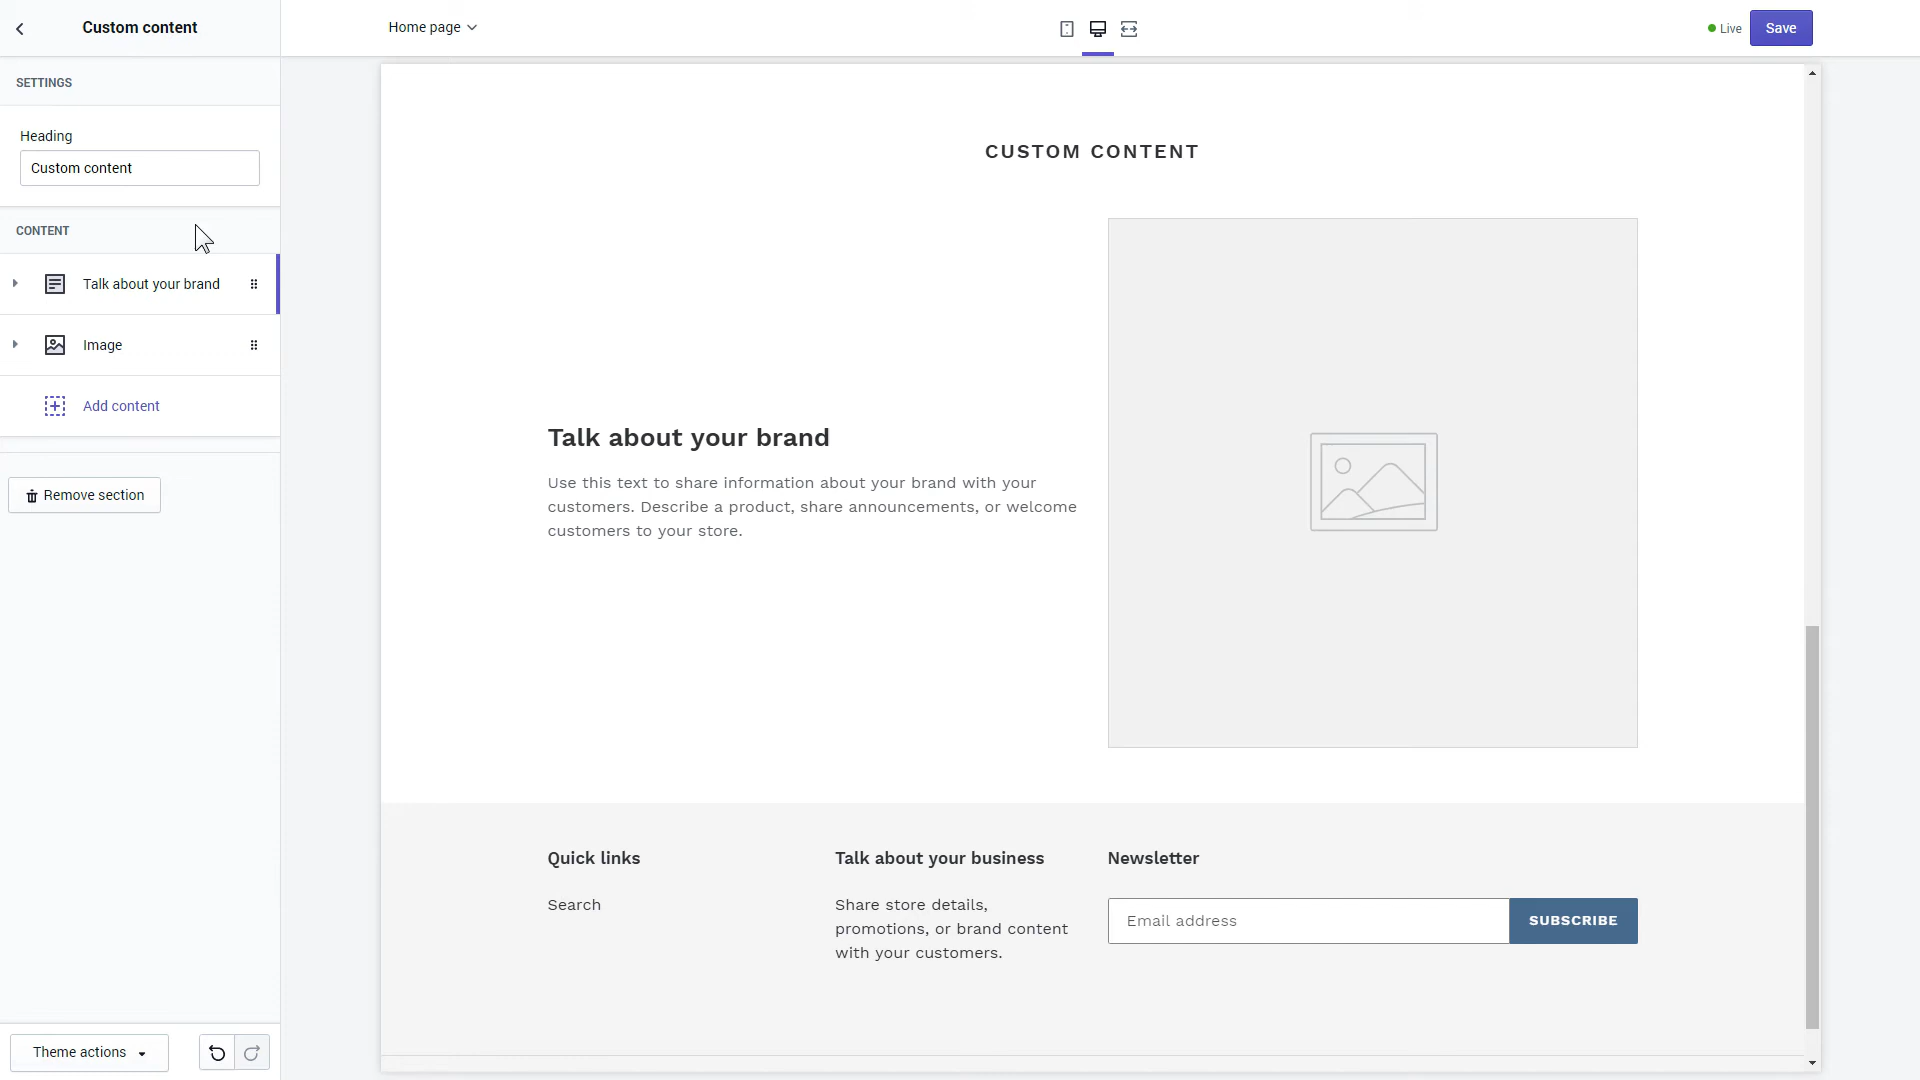 Custom content
Home page
Live
Save
SETTINGS
Heading
Custom content
CONTENT
Talk about your brand
Image
Add content
Remove section
Theme actions
CUSTOM CONTENT
Talk about your brand
Use this text to share information about your brand with your
customers. Describe a product, share announcements, or welcome
customers to your store.
Quick links
Search
Talk about your business
Share store details,
promotions, or brand content
with your customers.
Newsletter
Email address
SUBSCRIBE